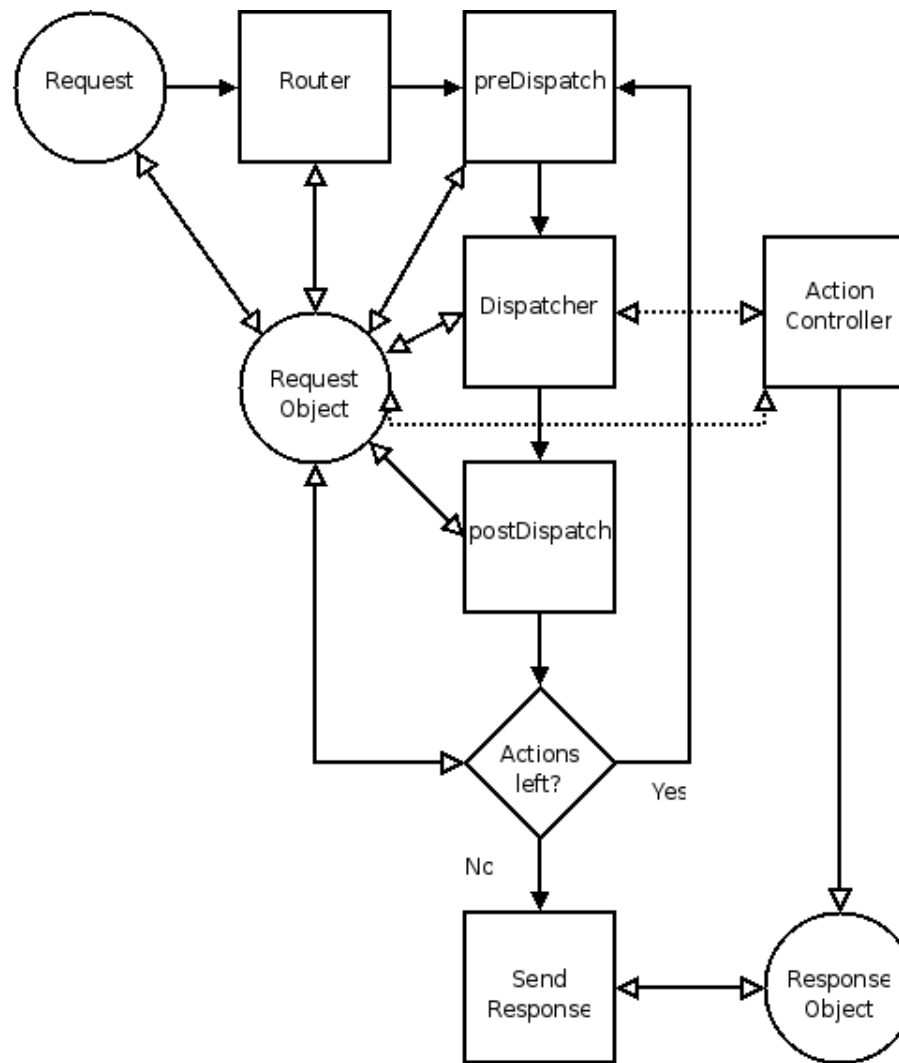 Request
Router
preDispatch
Dispatcher
Action
Controller
Request
Object
postDispatch
Actions
left?
Yes
No
Send
Response
Response
Object